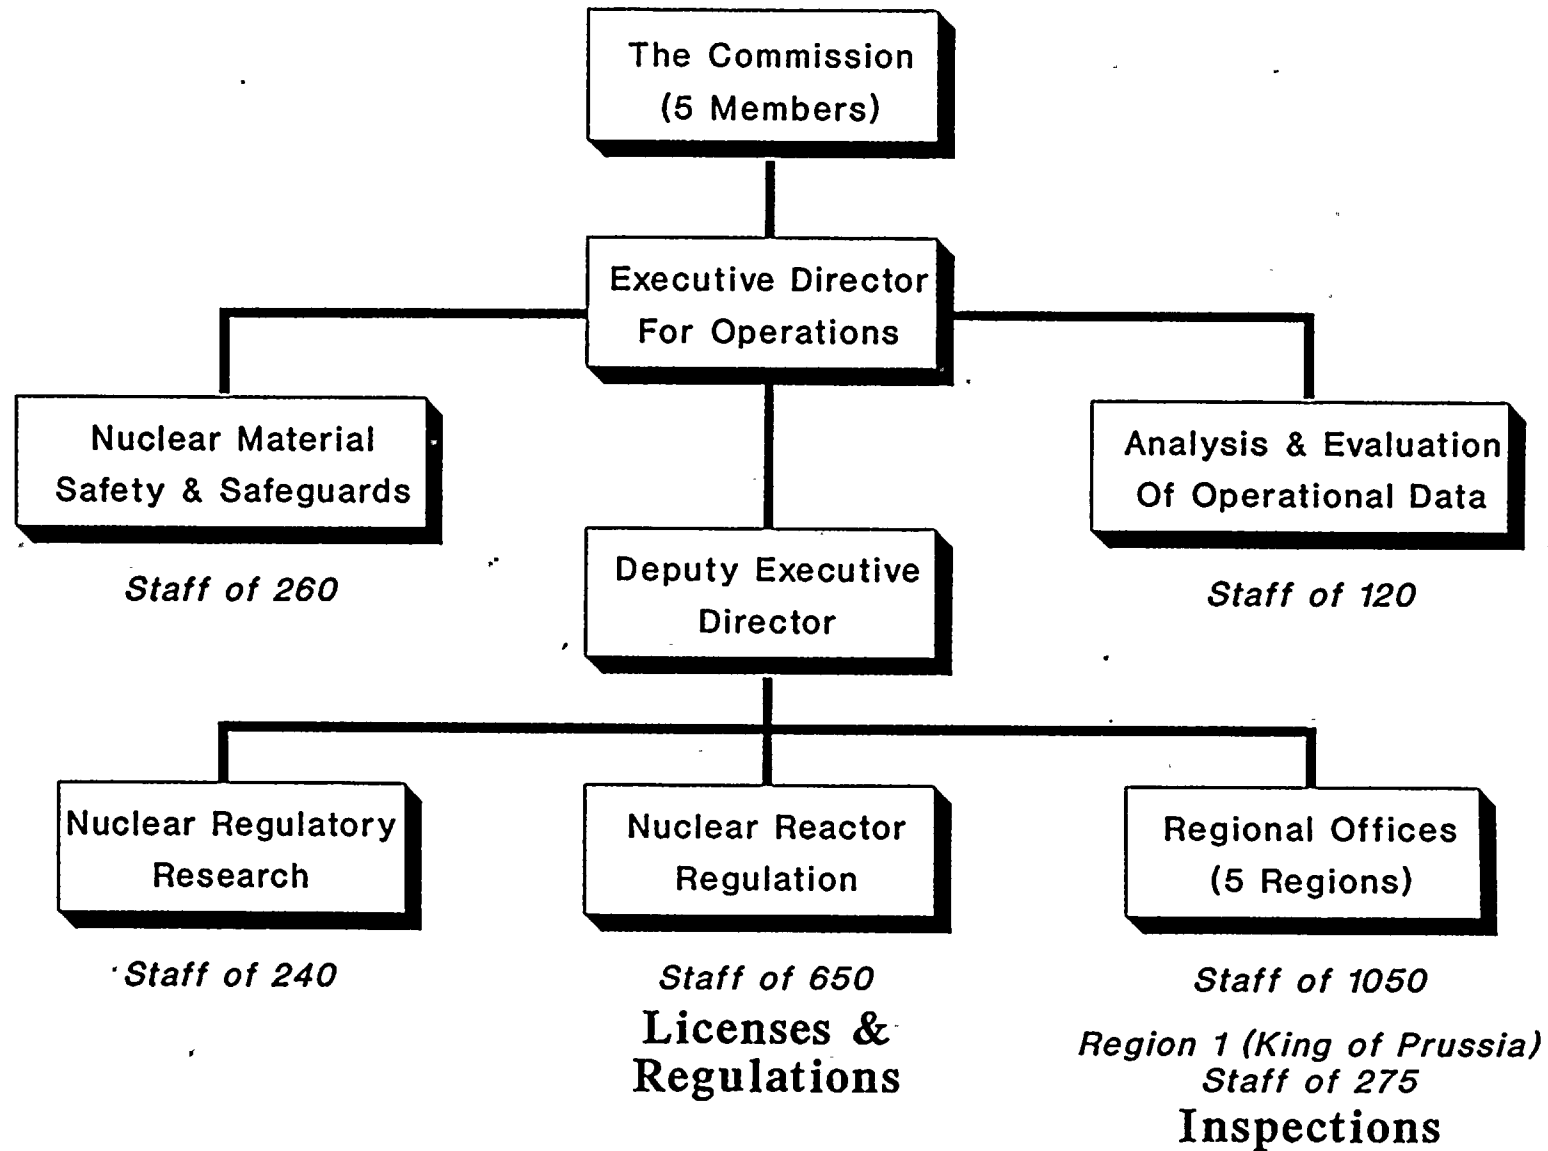 The Commission
(5 Members)
Executive Director
For Operations
Nuclear Material
Safety & Safeguards
Staff of 260
Analysis & Evaluation
Of Operational Data
Staff of 120
Deputy Executive
Director
Nuclear Regulatory
Research
Staff of 240
Nuclear Reactor
Regulation
Staff of 650
Licenses &
Regulations
Regional Offices
(5 Regions)
Staff of 1050
Region 1 (King of Prussia)
Staff of 275
Inspections